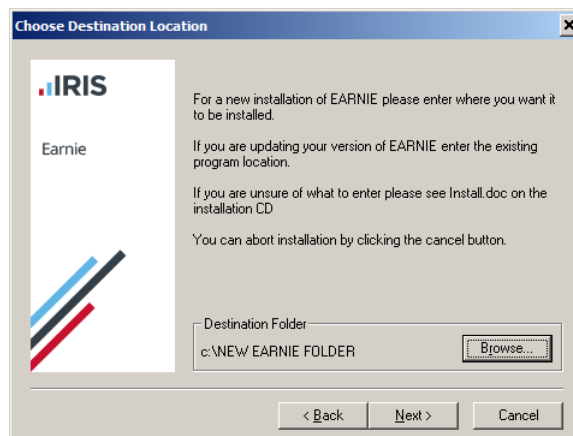 Choose Destination Location
IRIS
Earnie
For a new installation of EARNIE please enter where you want it
to be installed.
If you are updating your version of EARNIE enter the existing
program location.
If you are unsure of what to enter please see Install.doc on the
installation CD
You can abort installation by clicking the cancel button.
Destination Folder
c:\NEW EARNIE FOLDER
Browse...
< Back
Next >
Cancel